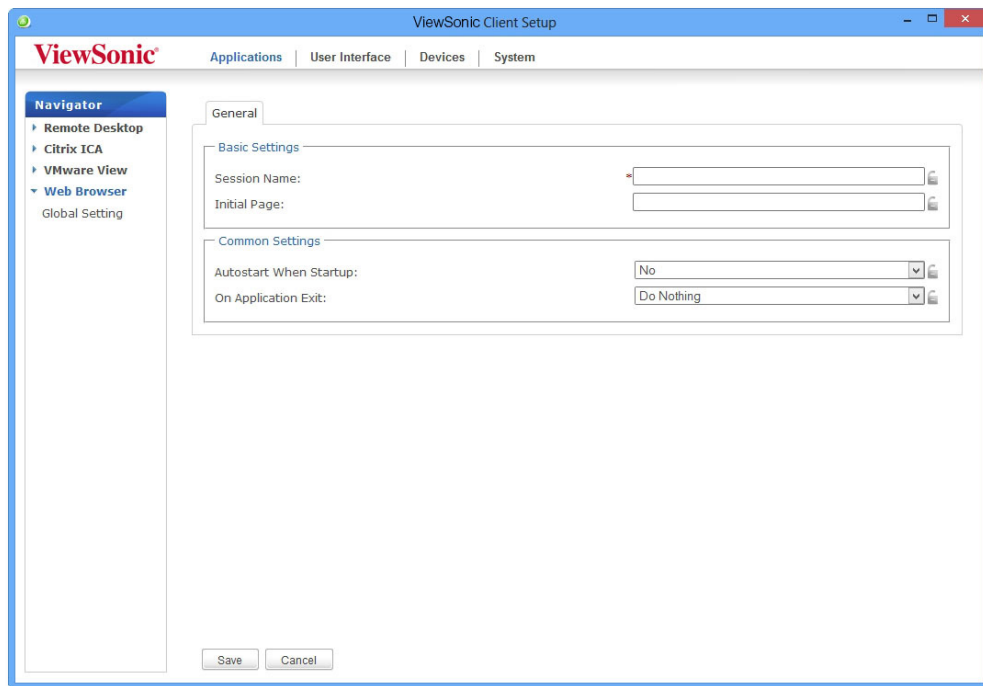 ViewSonic Client Setup
ViewSonic®
Applications | User Interface | Devices | System
Navigator
Remote Desktop
Citrix ICA
VMware View
Web Browser
Global Setting
General
Basic Settings
Session Name: *
Initial Page:
Common Settings
Autostart When Startup: No
On Application Exit: Do Nothing
Save Cancel